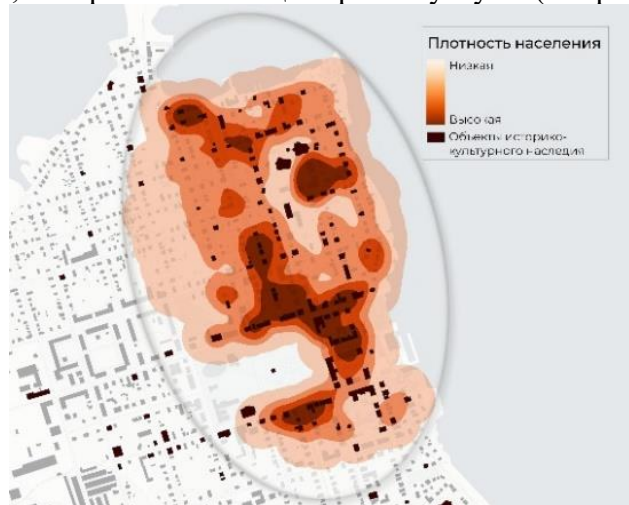 Плотность населения
Низкая
Высокая
Объекты историко-
культурного наследия